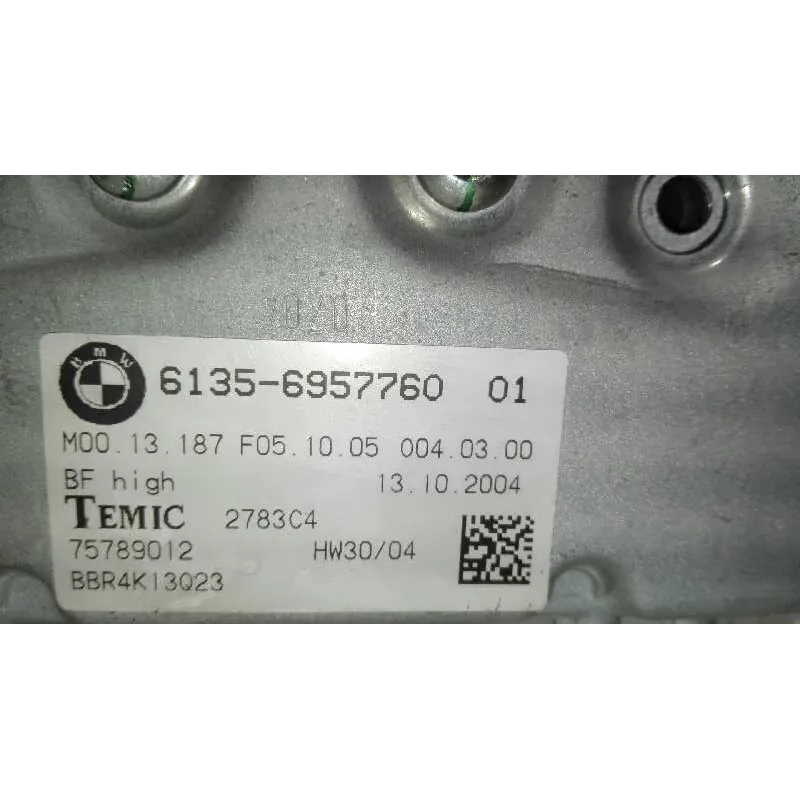 BMW
6135-6957760 01
M00.13.187 F05.10.05 004.03.00
BF high 13.10.2004
TEMIC 2783C4
75789012 HW30/04
BBR4K13Q23